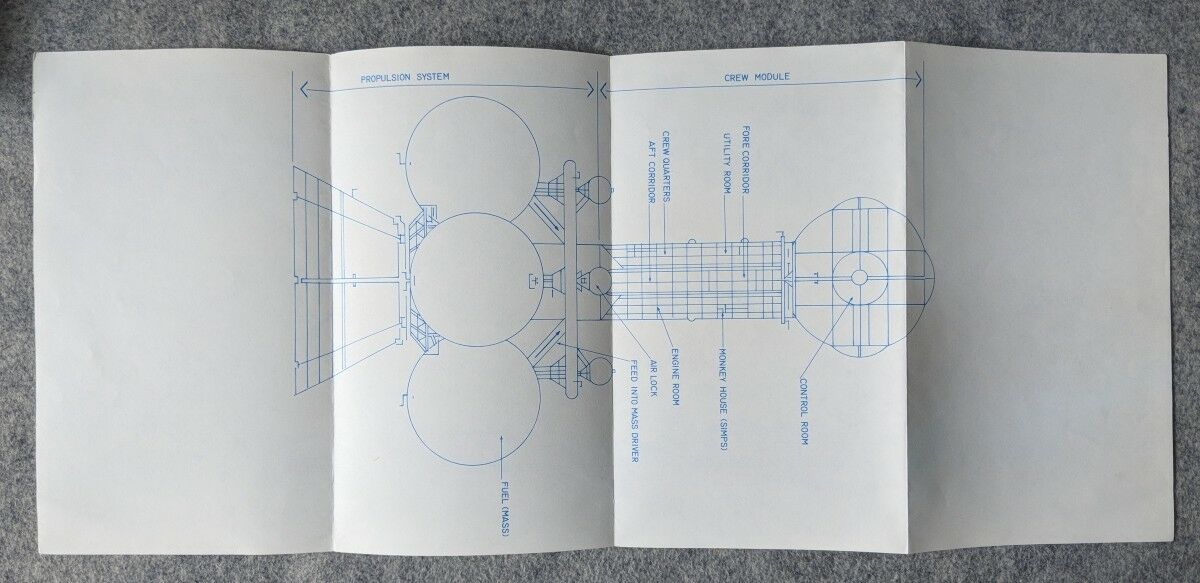 PROPULSION SYSTEM
CREW MODULE
FORE CORRIDOR
UTILITY ROOM
CREW QUARTERS
AFT CORRIDOR
CONTROL ROOM
MONKEY HOUSE (SIMPS)
ENGINE ROOM
AIR LOCK
FEED INTO MASS DRIVER
FUEL (MASS)